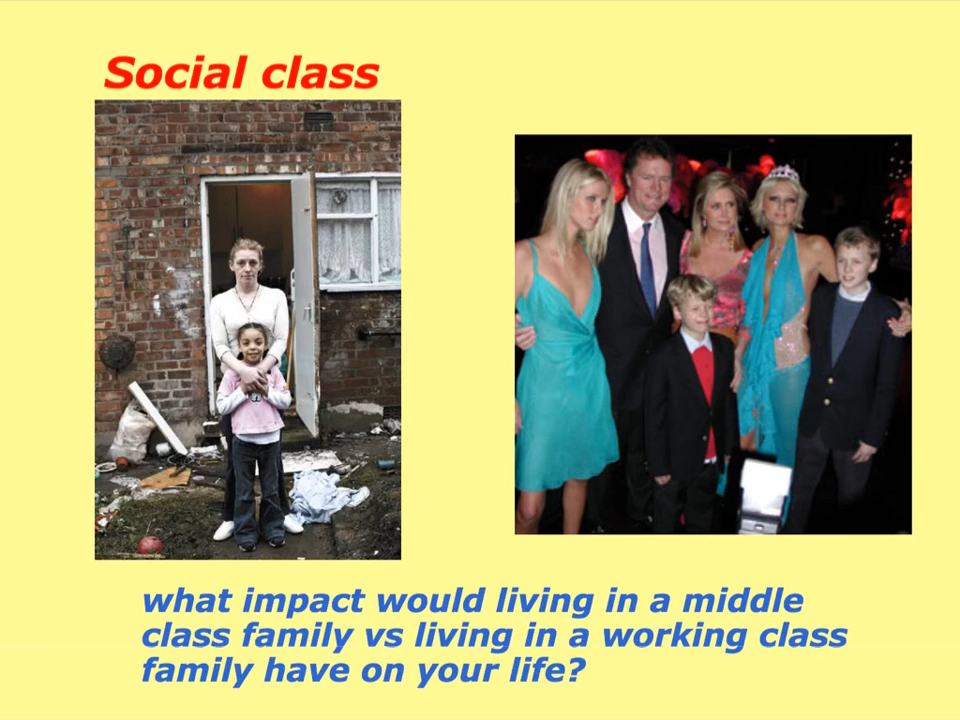 Social class
what impact would living in a middle
class family vs living in a working class
family have on your life?